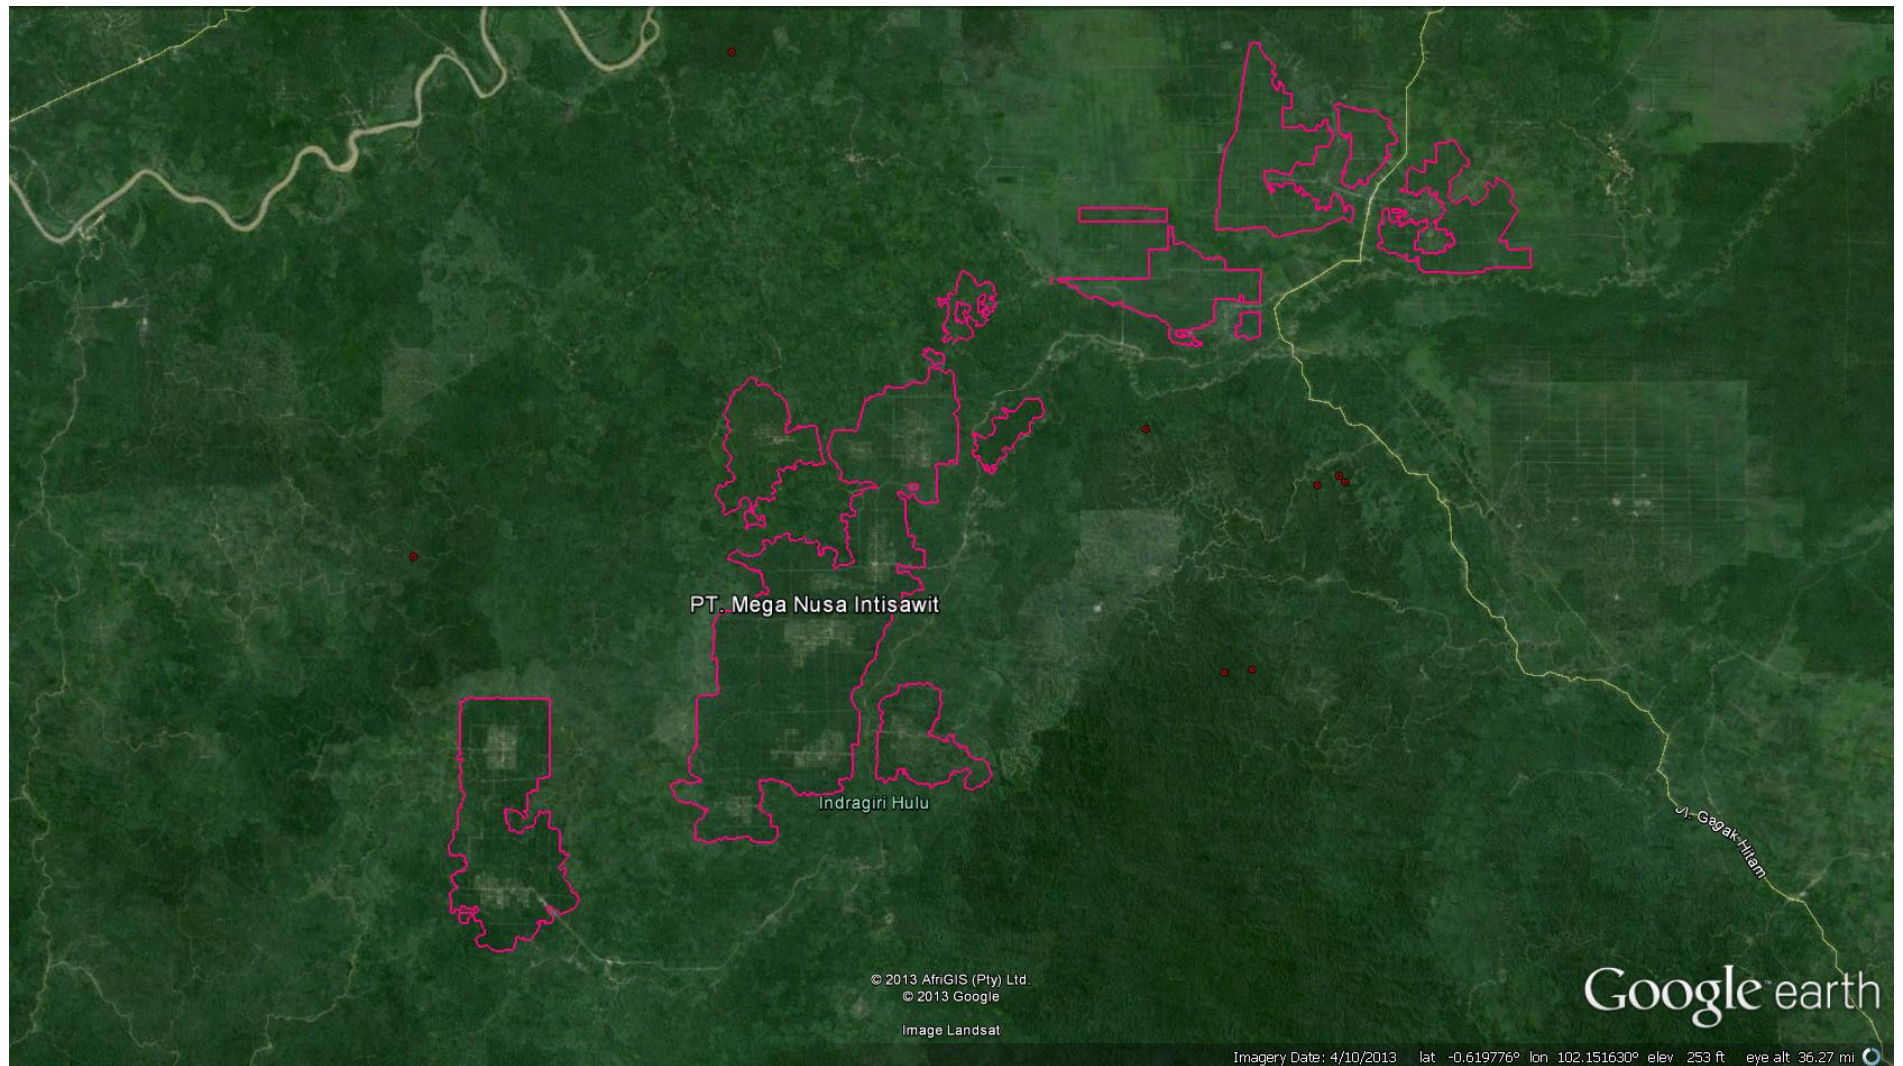 PT. Mega Nusa Intisawit
Indragiri Hulu
Jl. Gagak Hitam
© 2013 AfriGIS (Pty) Ltd.
© 2013 Google
Image Landsat
Google earth
Imagery Date: 4/10/2013 lat -0.619776° lon 102.151630° elev 253 ft eye alt 36.27 mi